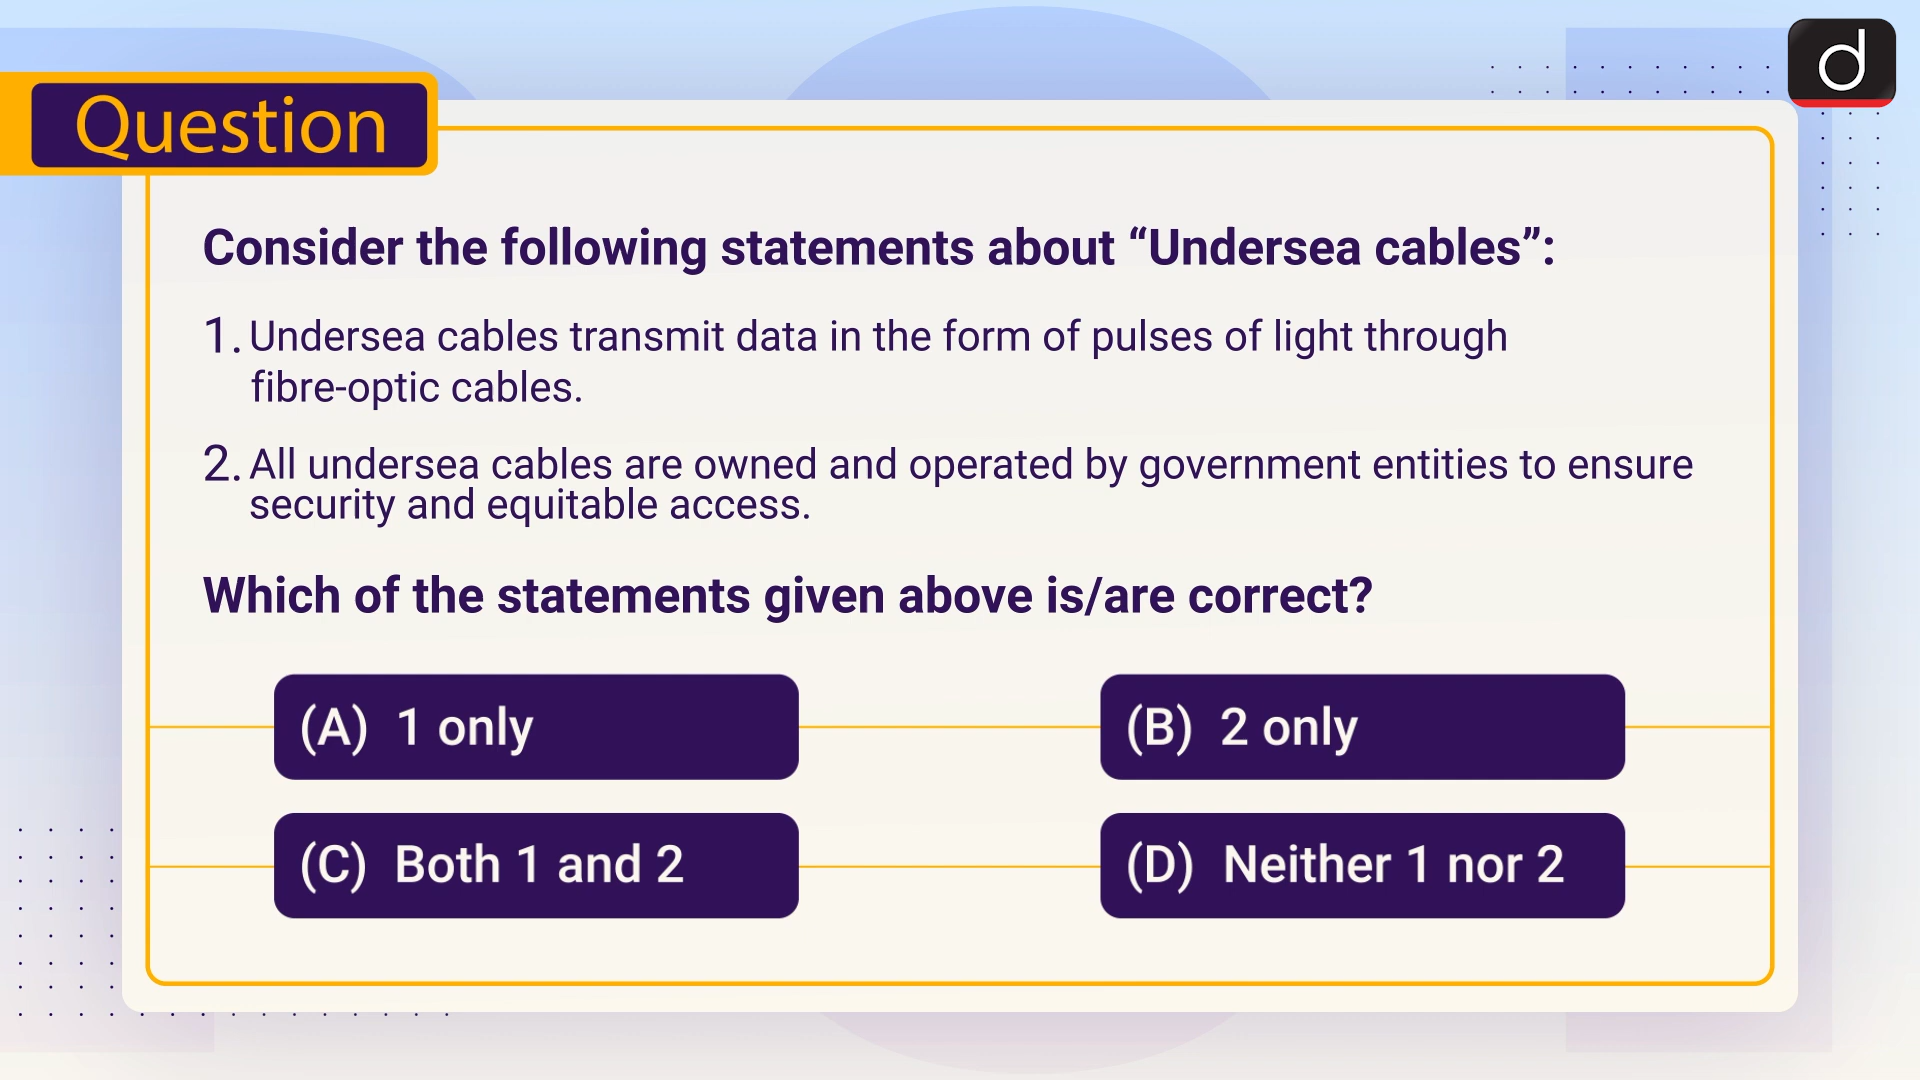 Question
Consider the following statements about “Undersea cables”:
1. Undersea cables transmit data in the form of pulses of light through
fibre-optic cables.
2. All undersea cables are owned and operated by government entities to ensure
security and equitable access.
Which of the statements given above is/are correct?
(A) 1 only
(B) 2 only
(C) Both 1 and 2
(D) Neither 1 nor 2
d